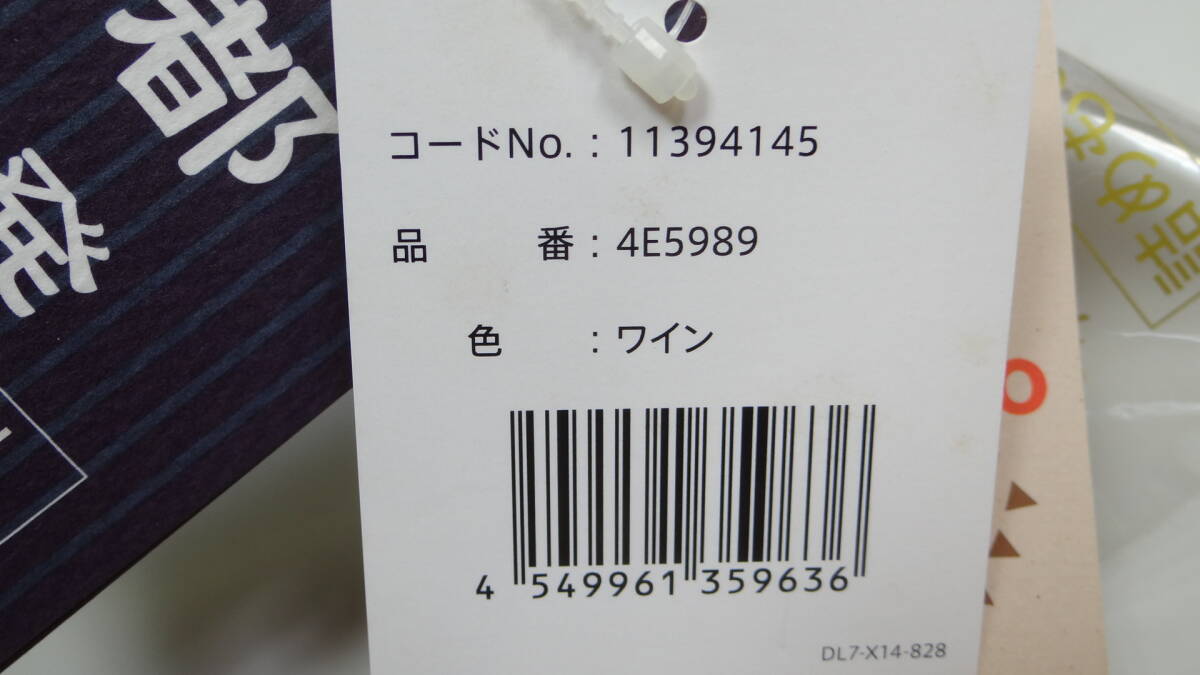 都
コードNo. : 11394145
品番 : 4E5989
色 : ワイン
4 549961 359636
DL7-X14-828